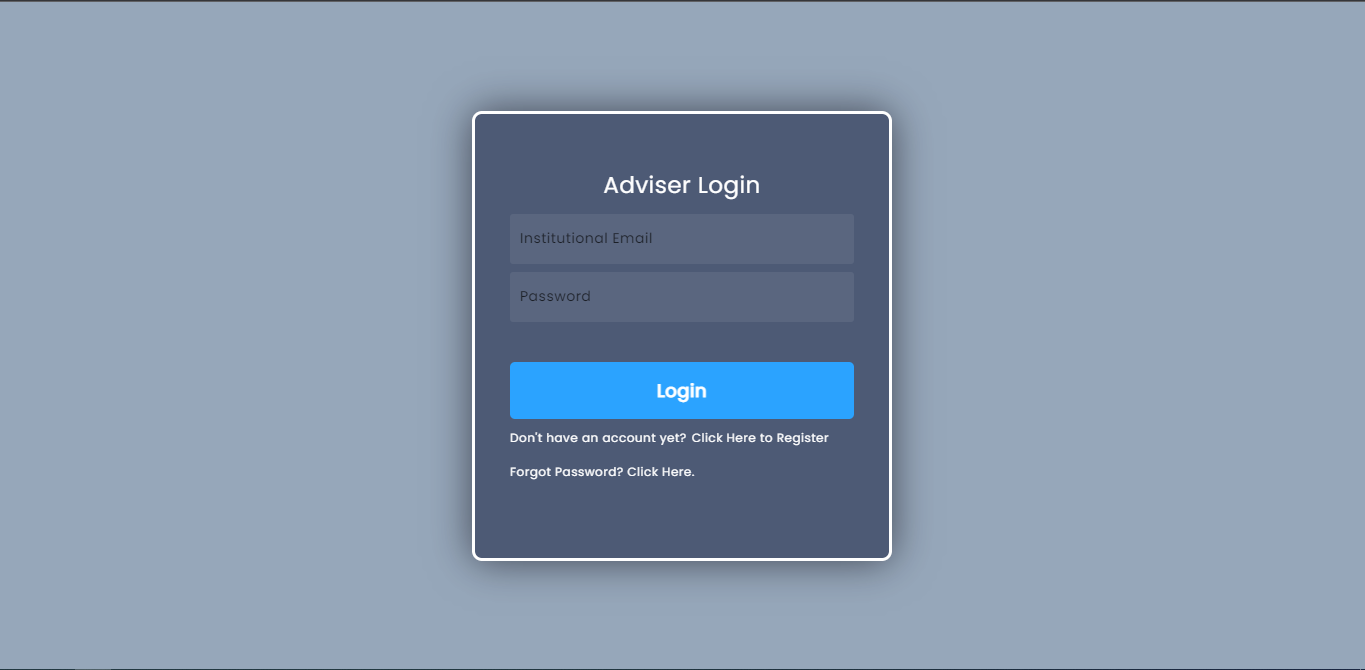 Adviser Login
Institutional Email
Password
Login
Don't have an account yet? Click Here to Register
Forgot Password? Click Here.